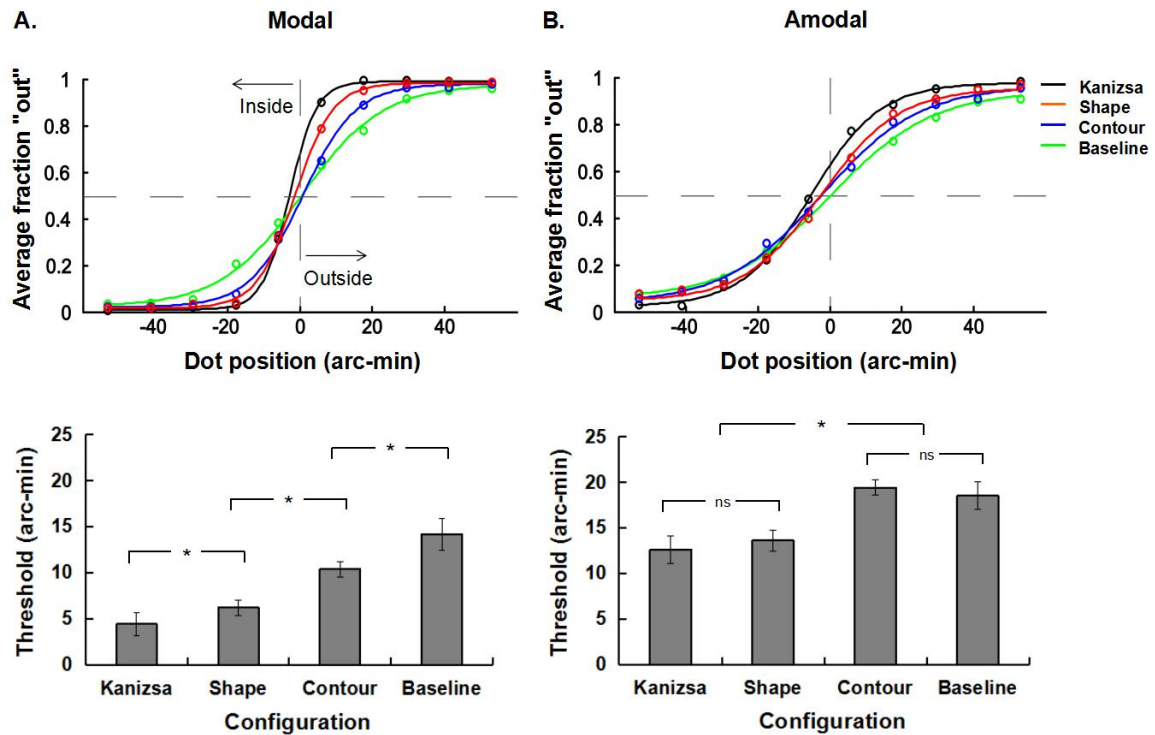 A. Modal
Average fraction "out"
1
0.8
0.6
0.4
0.2
0
Inside
Outside
-40 -20 0 20 40
Dot position (arc-min)
B. Amodal
Average fraction "out"
1
0.8
0.6
0.4
0.2
0
-40 -20 0 20 40
Dot position (arc-min)
Kanizsa
Shape
Contour
Baseline
Threshold (arc-min)
25
20
15
10
5
0
*
*
*
Kanizsa Shape Contour Baseline
Configuration
Threshold (arc-min)
25
20
15
10
5
0
*
ns
ns
Kanizsa Shape Contour Baseline
Configuration